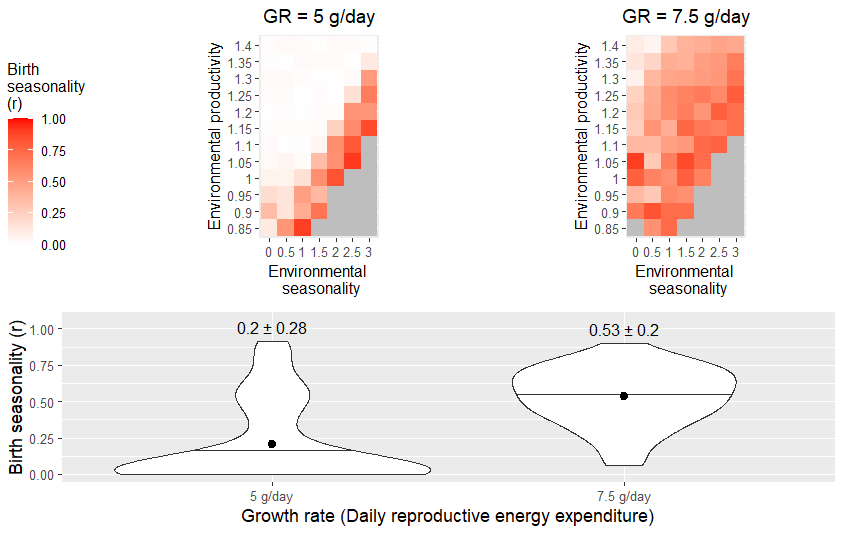 GR = 5 g/day
GR = 7.5 g/day
Birth
seasonality
(r)
1.00
0.75
0.50
0.25
0.00
Environmental productivity
1.4
1.35
1.3
1.25
1.2
1.15
1.1
1.05
1
0.95
0.9
0.85
0 0.5 1 1.5 2 2.5 3
Environmental
seasonality
Environmental productivity
1.4
1.35
1.3
1.25
1.2
1.15
1.1
1.05
1
0.95
0.9
0.85
0 0.5 1 1.5 2 2.5 3
Environmental
seasonality
Birth seasonality (r)
1.00
0.75
0.50
0.25
0.00
0.2 ± 0.28
0.53 ± 0.2
5 g/day
7.5 g/day
Growth rate (Daily reproductive energy expenditure)